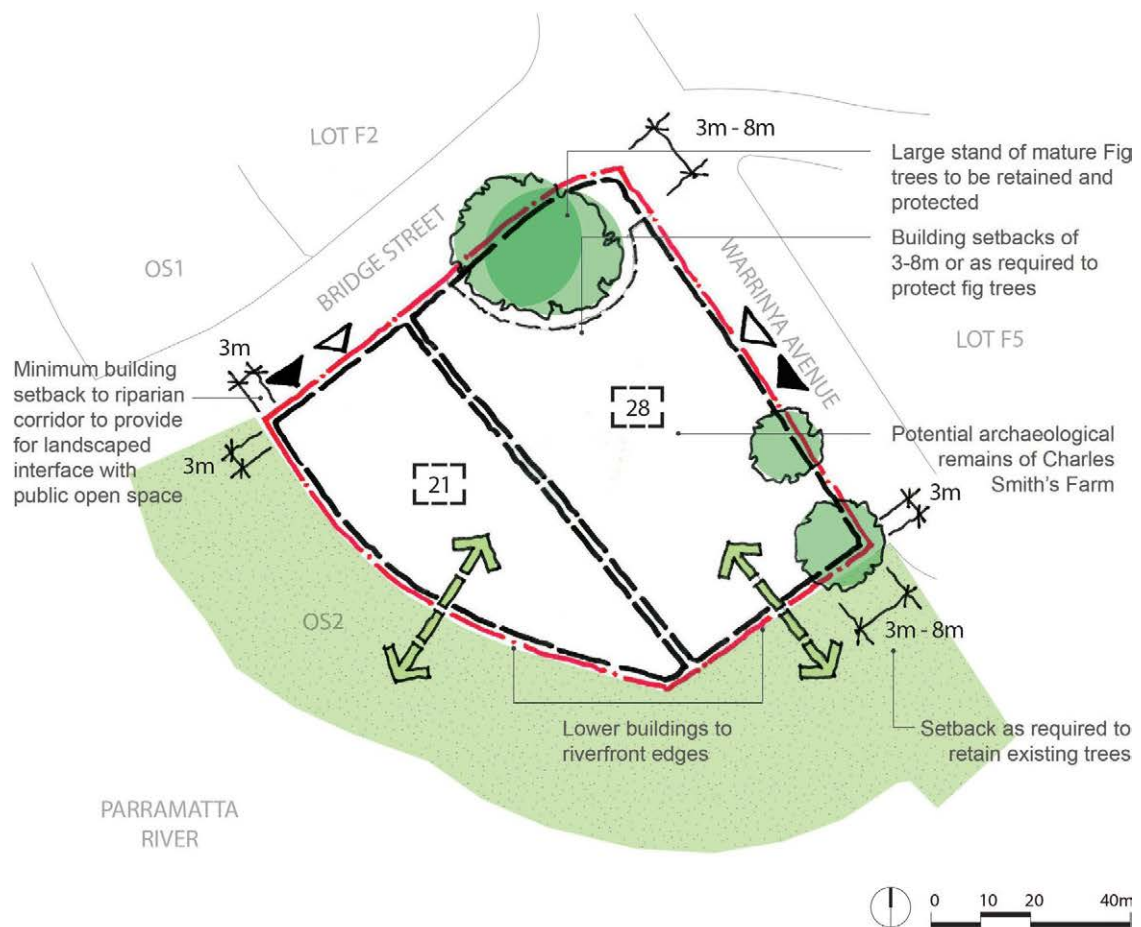 LOT F2
3m - 8m
Large stand of mature Fig
trees to be retained and
protected
BRIDGE STREET
OS1
WARRINYA AVENUE
Building setbacks of
3-8m or as required to
protect fig trees
LOT F5
3m
Minimum building
setback to riparian
corridor to provide
for landscaped
interface with
public open space
3m
28
21
Potential archaeological
remains of Charles
Smith's Farm
3m
OS2
3m - 8m
Lower buildings to
riverfront edges
Setback as required to
retain existing trees
PARRAMATTA
RIVER
0 10 20 40m